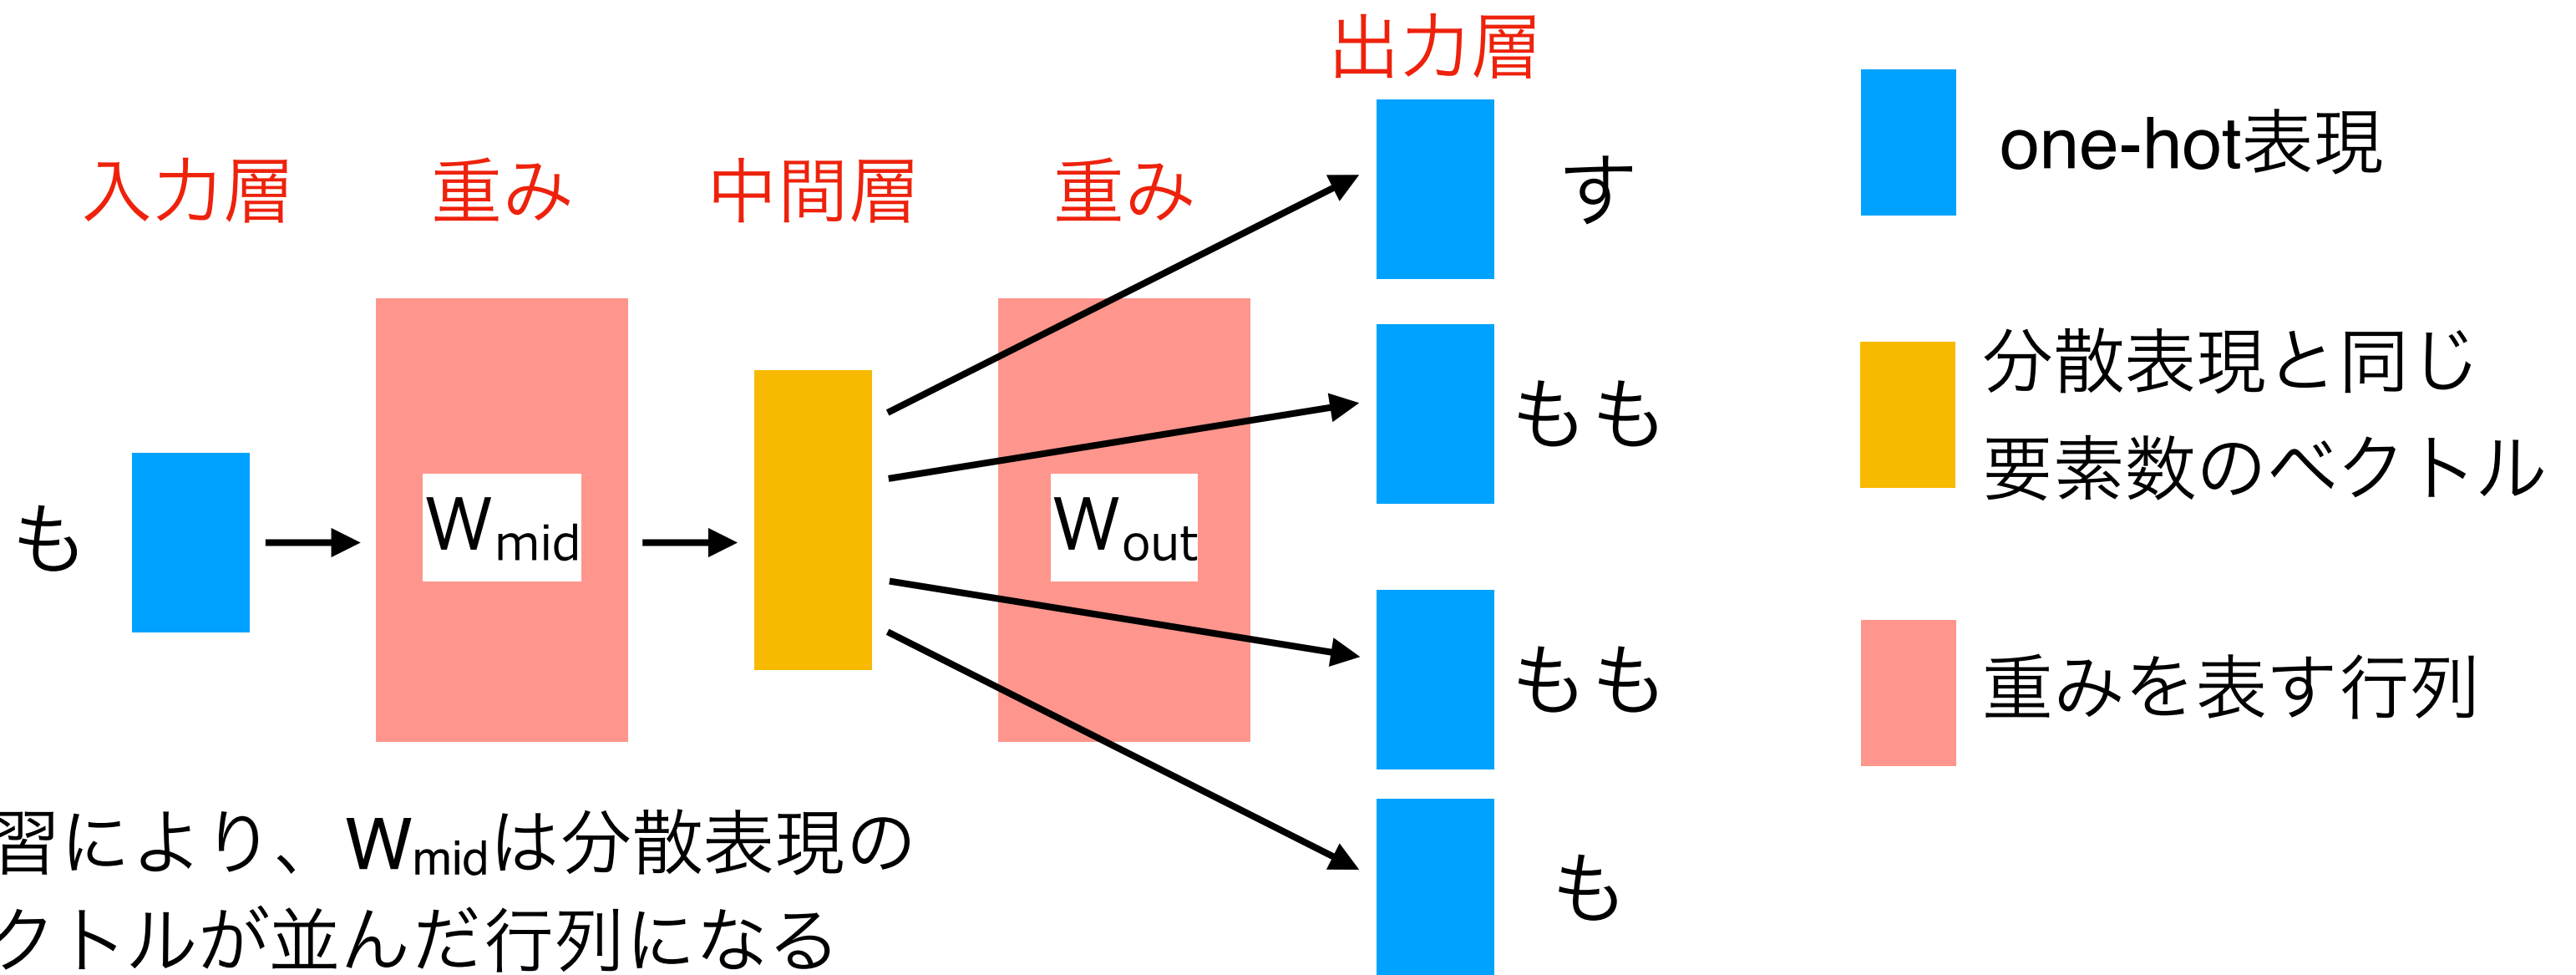 出力層
入力層
重み
中間層
重み
す
もも
もも
も
も
Wmid
Wout
one-hot表現
分散表現と同じ
要素数のベクトル
重みを表す行列
習により、Wmidは分散表現の
クトルが並んだ行列になる